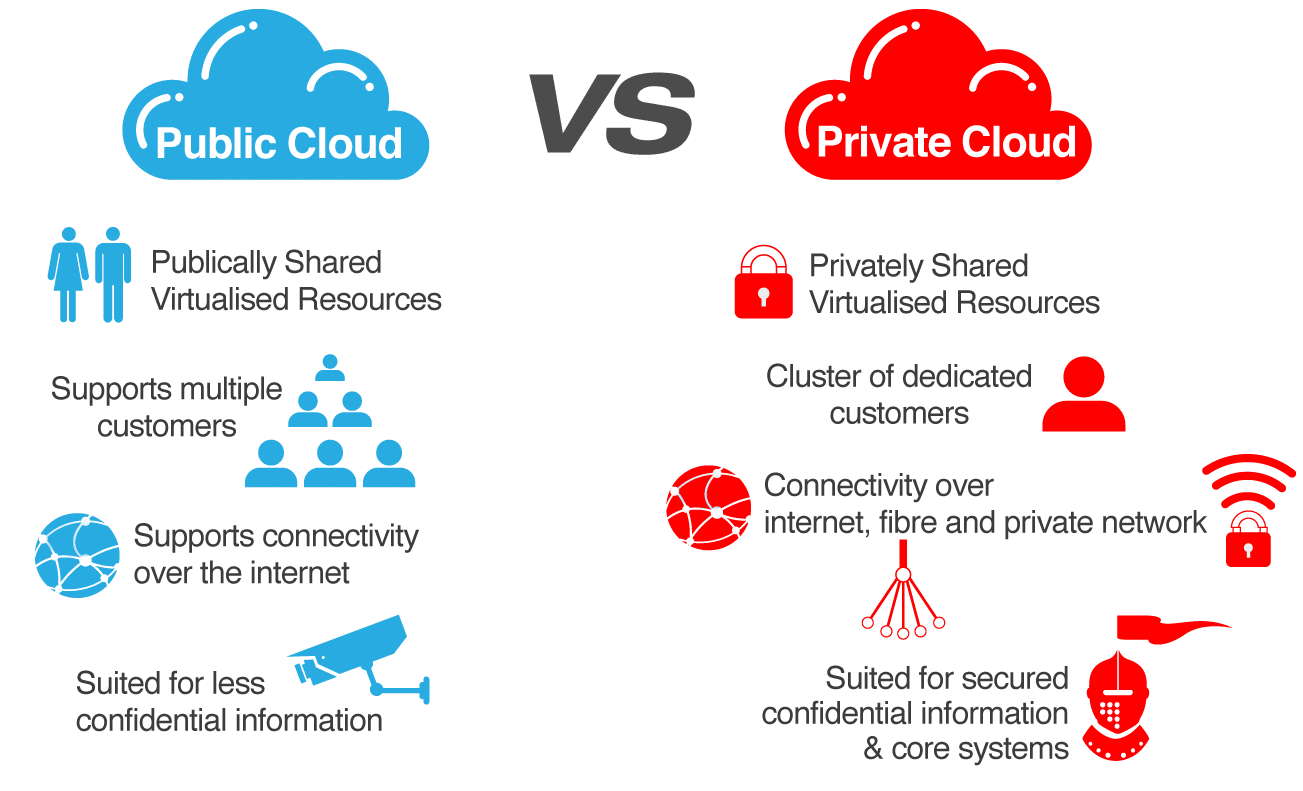 Public Cloud
VS
Private Cloud
Publically Shared
Virtualised Resources
Supports multiple
customers
Supports connectivity
over the internet
Suited for less
confidential information
Privately Shared
Virtualised Resources
Cluster of dedicated
customers
Connectivity over
internet, fibre and private network
Suited for secured
confidential information
& core systems